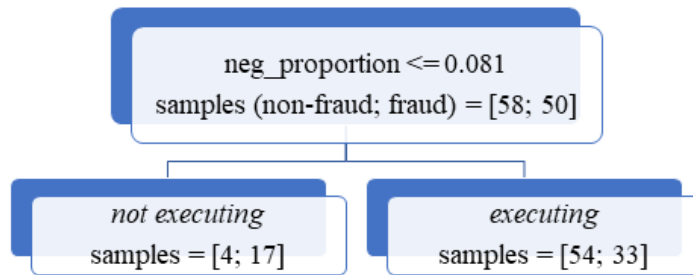 neg_proportion <= 0.081
samples (non-fraud; fraud) = [58; 50]
not executing
samples = [4; 17]
executing
samples = [54; 33]